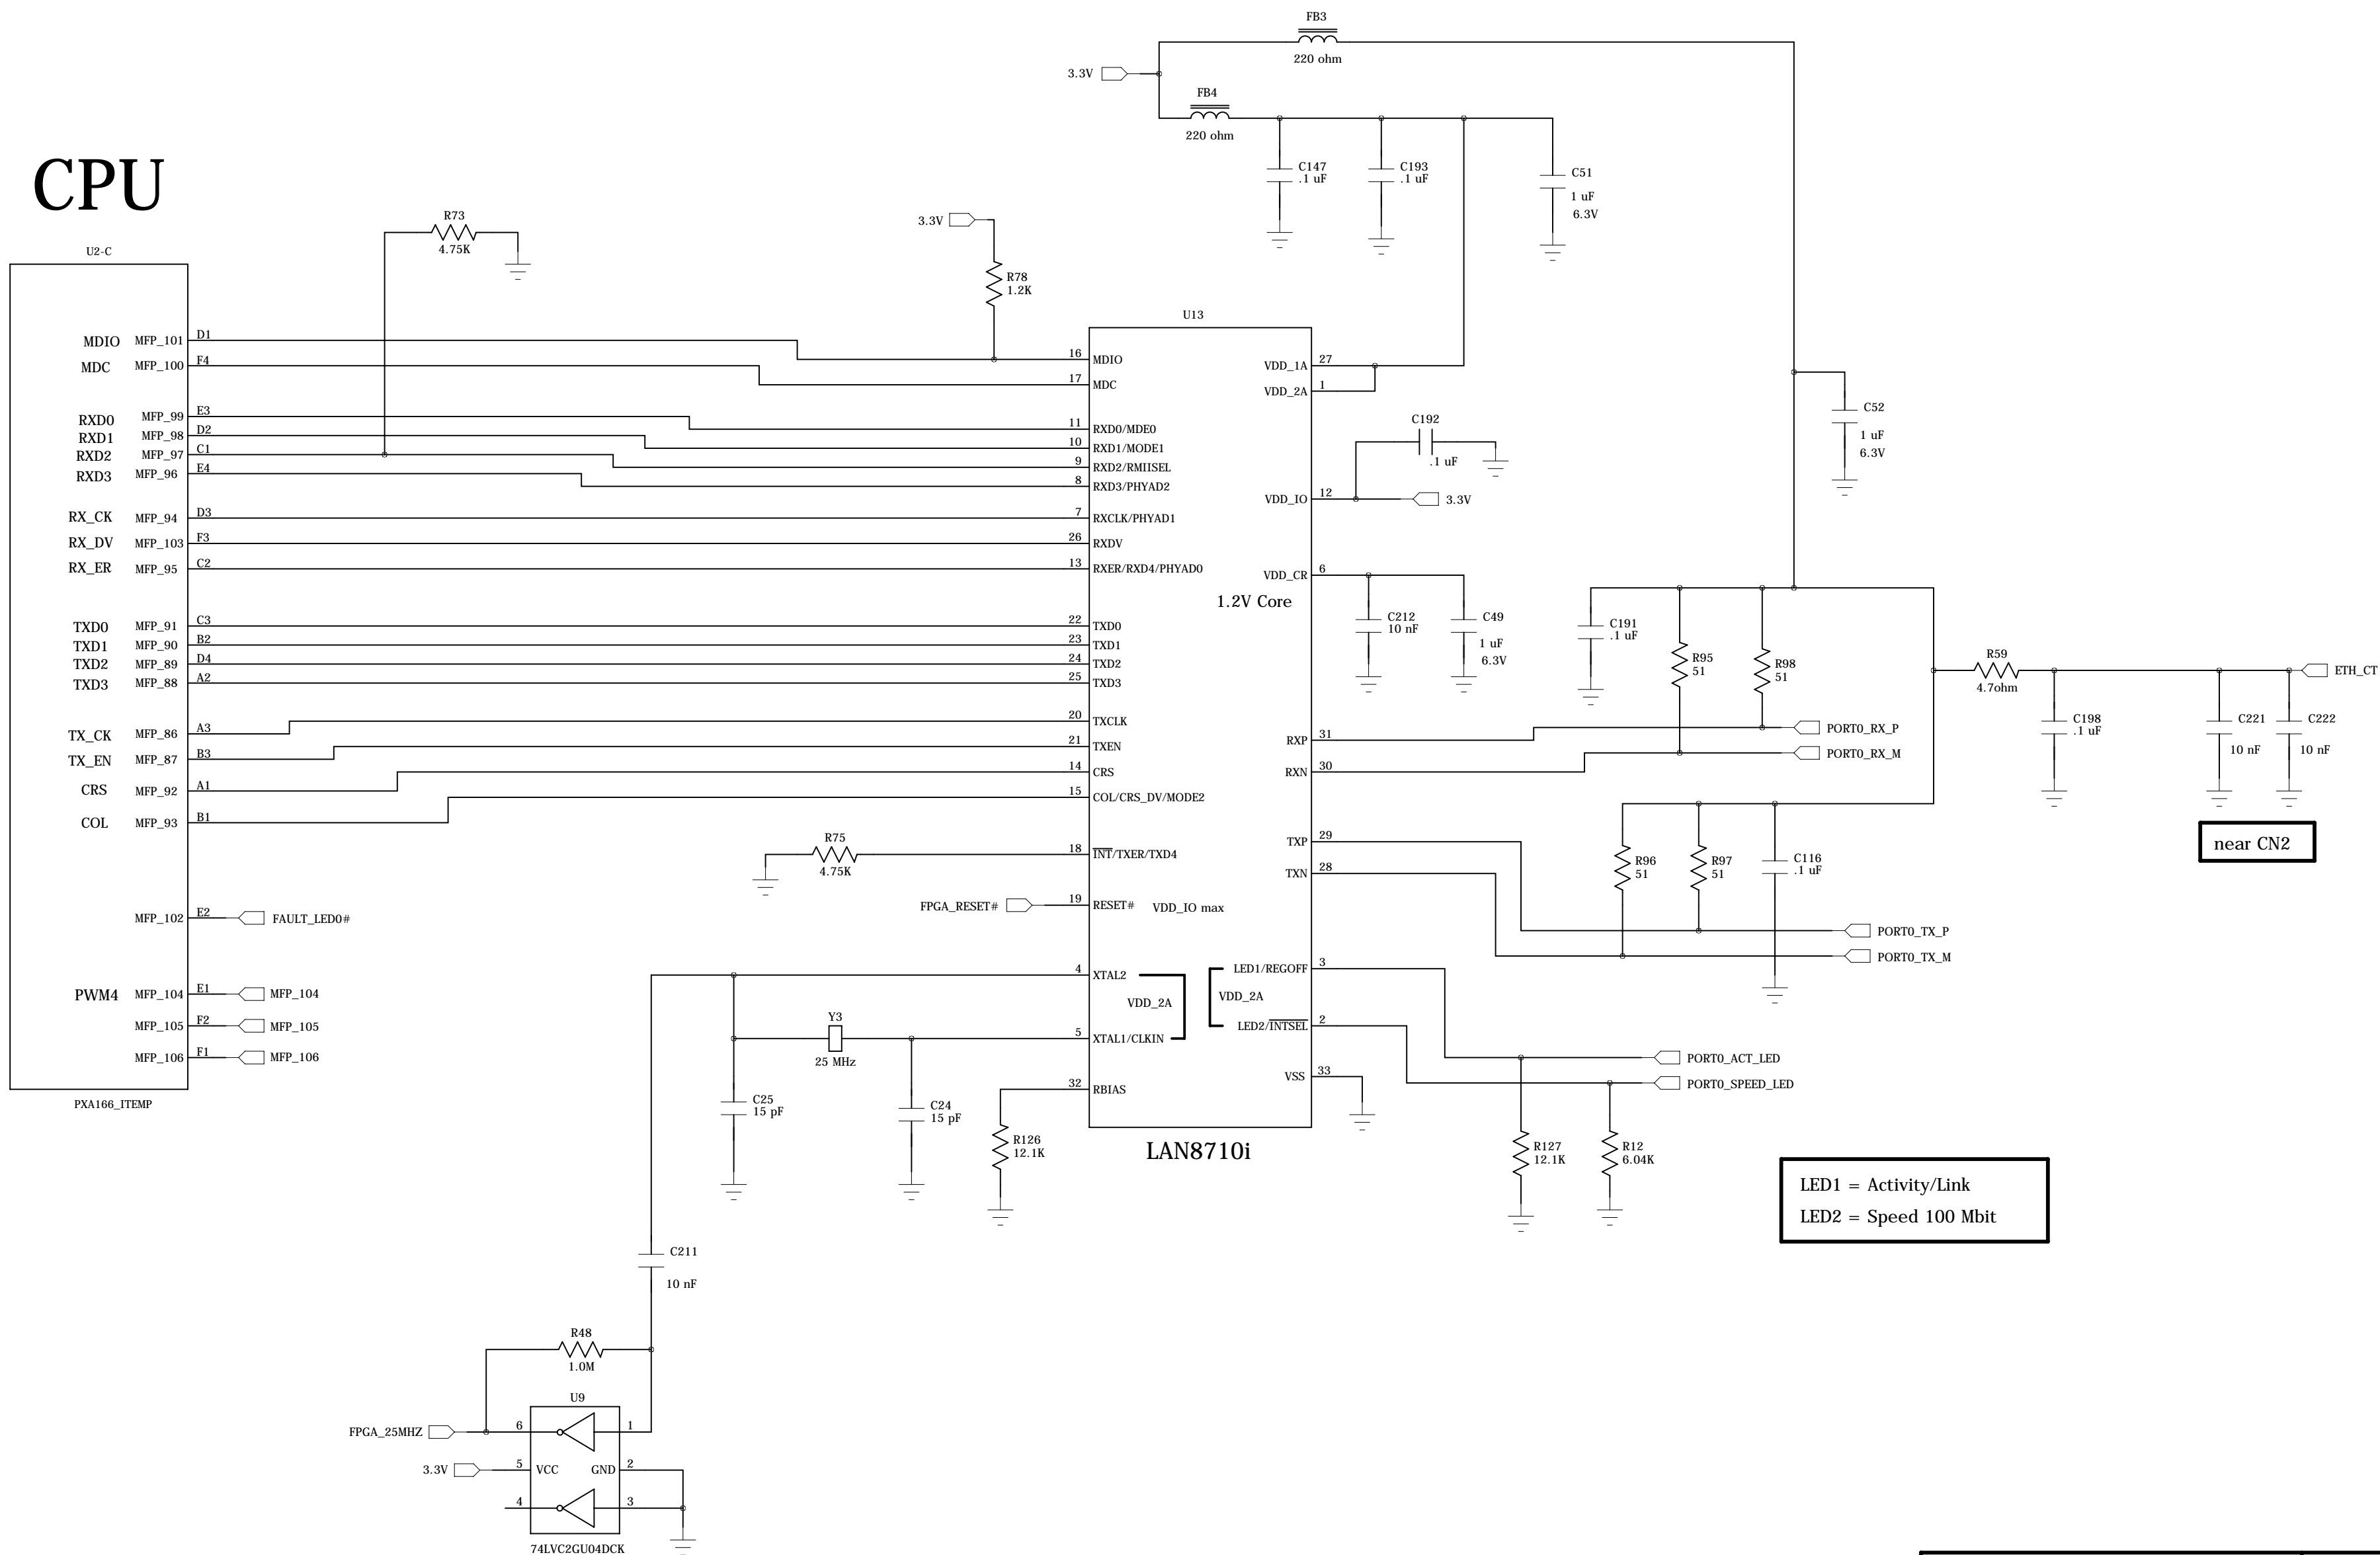 FB3
220 ohm
3.3V
FB4
220 ohm
C147
.1 uF
C193
.1 uF
C51
1 uF
6.3V
CPU
R73
4.75K
3.3V
R78
1.2K
U2-C
MDIO MFP_101 D1
MDC MFP_100 F4
RXD0 MFP_99 E3
RXD1 MFP_98 D2
RXD2 MFP_97 C1
RXD3 MFP_96 E4
RX_CK MFP_94 D3
RX_DV MFP_103 F3
RX_ER MFP_95 C2
TXD0 MFP_91 C3
TXD1 MFP_90 B2
TXD2 MFP_89 D4
TXD3 MFP_88 A2
TX_CK MFP_86 A3
TX_EN MFP_87 B3
CRS MFP_92 A1
COL MFP_93 B1
MFP_102 E2 FAULT_LED0#
PWM4 MFP_104 E1 MFP_104
MFP_105 F2 MFP_105
MFP_106 F1 MFP_106
PXA166_ITEMP
U13
16 MDIO
17 MDC
11 RXD0/MDE0
10 RXD1/MODE1
9 RXD2/RMIISEL
8 RXD3/PHYAD2
7 RXCLK/PHYAD1
26 RXDV
13 RXER/RXD4/PHYAD0
22 TXD0
23 TXD1
24 TXD2
25 TXD3
20 TXCLK
21 TXEN
14 CRS
15 COL/CRS_DV/MODE2
R75
4.75K
18 INT/TXER/TXD4
FPGA_RESET# 19 RESET# VDD_IO max
4 XTAL2
VDD_2A
5 XTAL1/CLKIN
32 RBIAS
VDD_1A 27
VDD_2A 1
VDD_IO 12 3.3V
C192
.1 uF
VDD_CR 6
1.2V Core
C212
10 nF
C49
1 uF
6.3V
RXP 31
RXN 30
TXP 29
TXN 28
LED1/REGOFF 3
VDD_2A
LED2/INTSEL 2
VSS 33
LAN8710i
C52
1 uF
6.3V
C191
.1 uF
R95
51
R98
51
PORT0_RX_P
PORT0_RX_M
R59
4.7ohm
ETH_CT
C198
.1 uF
C221
10 nF
C222
10 nF
near CN2
R96
51
R97
51
C116
.1 uF
PORT0_TX_P
PORT0_TX_M
PORT0_ACT_LED
PORT0_SPEED_LED
R127
12.1K
R12
6.04K
LED1 = Activity/Link
LED2 = Speed 100 Mbit
Y3
25 MHz
C25
15 pF
C24
15 pF
R126
12.1K
C211
10 nF
R48
1.0M
U9
FPGA_25MHZ 6 1
3.3V 5 VCC GND 2
4 3
74LVC2GU04DCK